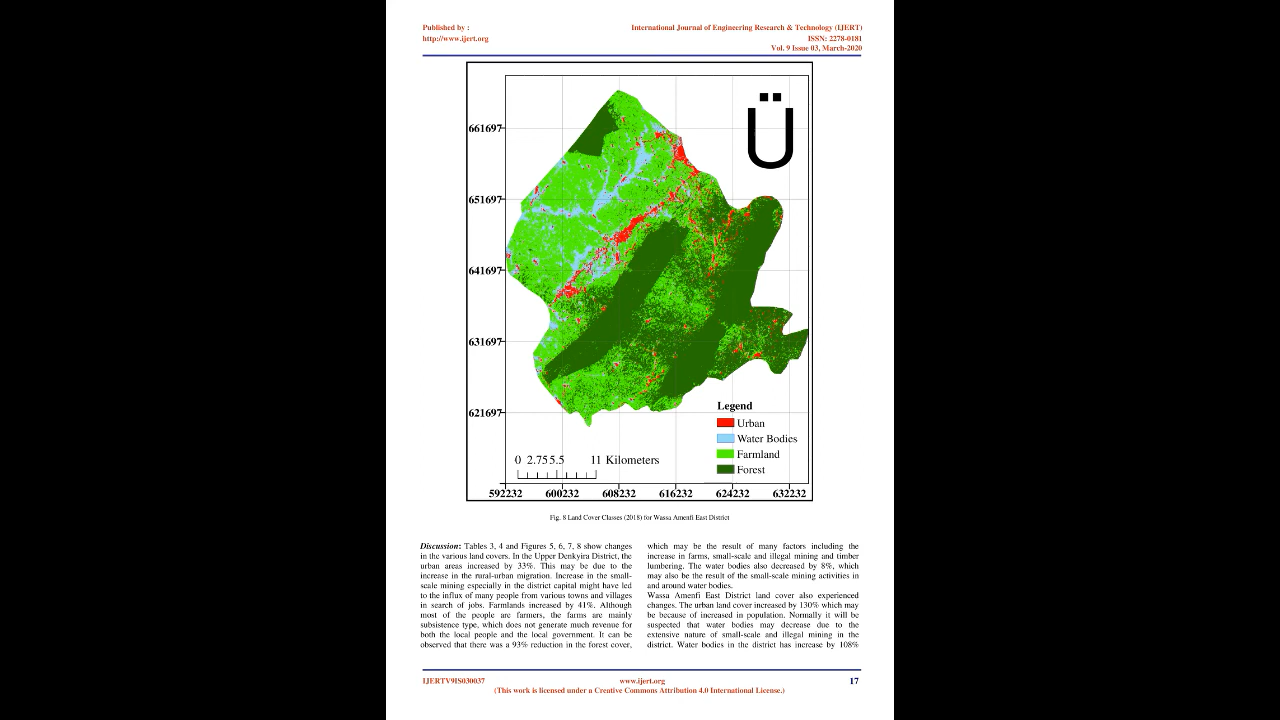 Published by :
http://www.ijert.org
International Journal of Engineering Research & Technology (IJERT)
ISSN: 2278-0181
Vol. 9 Issue 03, March-2020
Ü
661697
651697
641697
631697
621697
Legend
Urban
Water Bodies
Farmland
Forest
0 2.75 5.5 11 Kilometers
592232 600232 608232 616232 624232 632232
Fig. 8 Land Cover Classes (2018) for Wassa Amenfi East District
Discussion: Tables 3, 4 and Figures 5, 6, 7, 8 show changes
in the various land covers. In the Upper Denkyira District, the
urban areas increased by 33%. This may be due to the
increase in the rural-urban migration. Increase in the small-
scale mining especially in the district capital might have led
to the influx of many people from various towns and villages
in search of jobs. Farmlands increased by 41%. Although
most of the people are farmers, the farms are mainly
subsistence type, which does not generate much revenue for
both the local people and the local government. It can be
observed that there was a 93% reduction in the forest cover,
which may be the result of many factors including the
increase in farms, small-scale and illegal mining and timber
lumbering. The water bodies also decreased by 8%, which
may also be the result of the small-scale mining activities in
and around water bodies.
Wassa Amenfi East District land cover also experienced
changes. The urban land cover increased by 130% which may
be because of increased in population. Normally it will be
suspected that water bodies may decrease due to the
extensive nature of small-scale and illegal mining in the
district. Water bodies in the district has increase by 108%
IJERTV9IS030037
www.ijert.org
17
(This work is licensed under a Creative Commons Attribution 4.0 International License.)